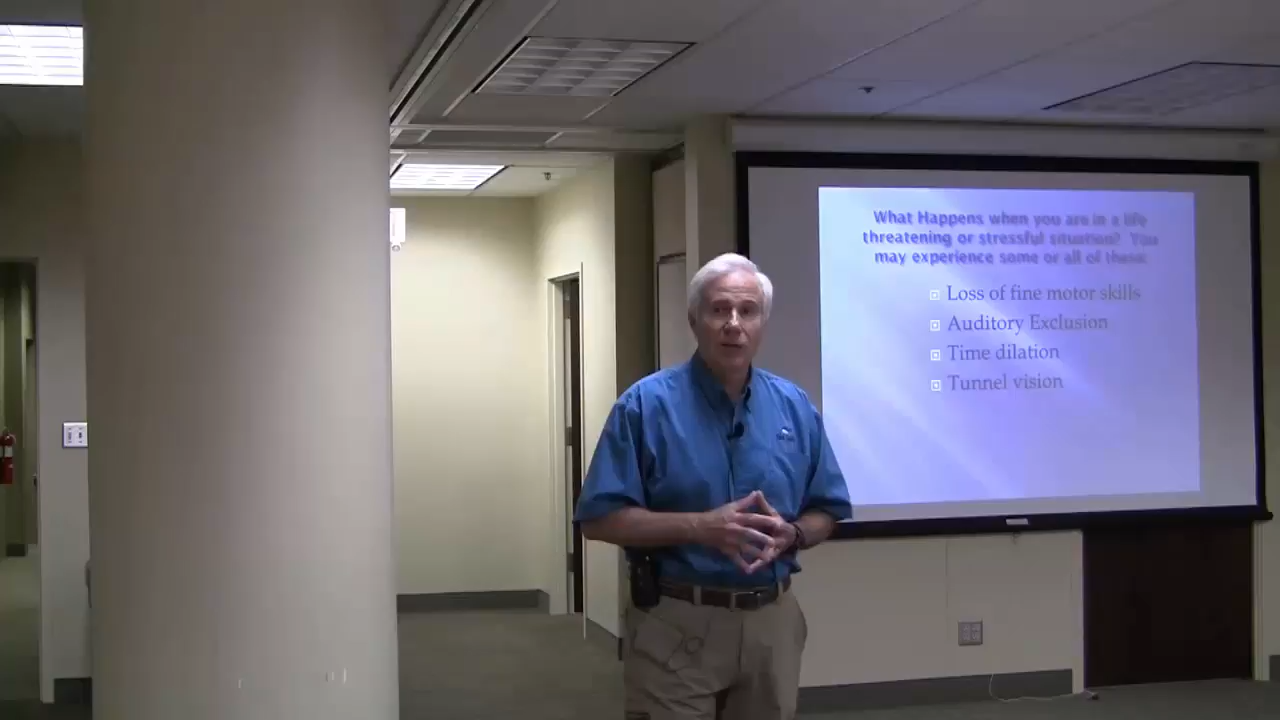 What Happens when you are in a life
threatening or stressful situation? You
may experience some or all of these:
Loss of fine motor skills
Auditory Exclusion
Time dilation
Tunnel vision